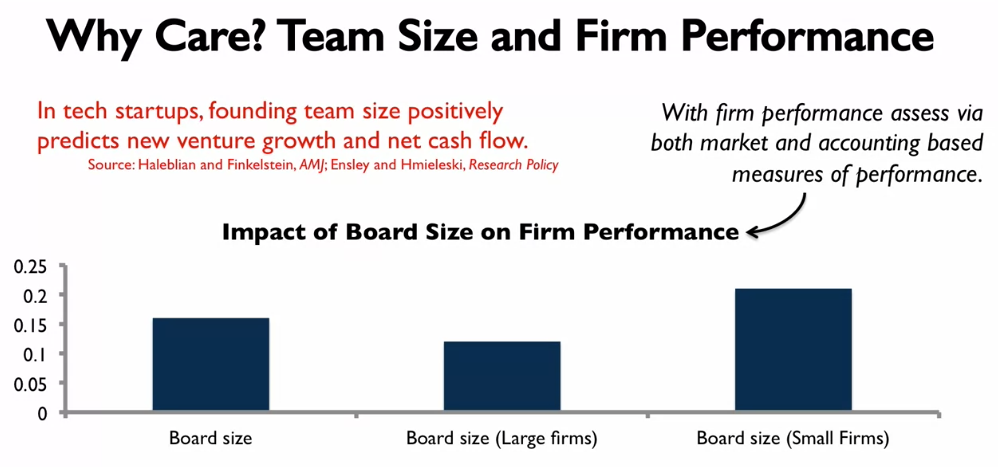 Why Care? Team Size and Firm Performance
In tech startups, founding team size positively
predicts new venture growth and net cash flow.
Source: Haleblian and Finkelstein, AMJ; Ensley and Hmieleski, Research Policy
With firm performance assess via
both market and accounting based
measures of performance.
Impact of Board Size on Firm Performance
0.25
0.2
0.15
0.1
0.05
0
Board size
Board size (Large firms)
Board size (Small Firms)